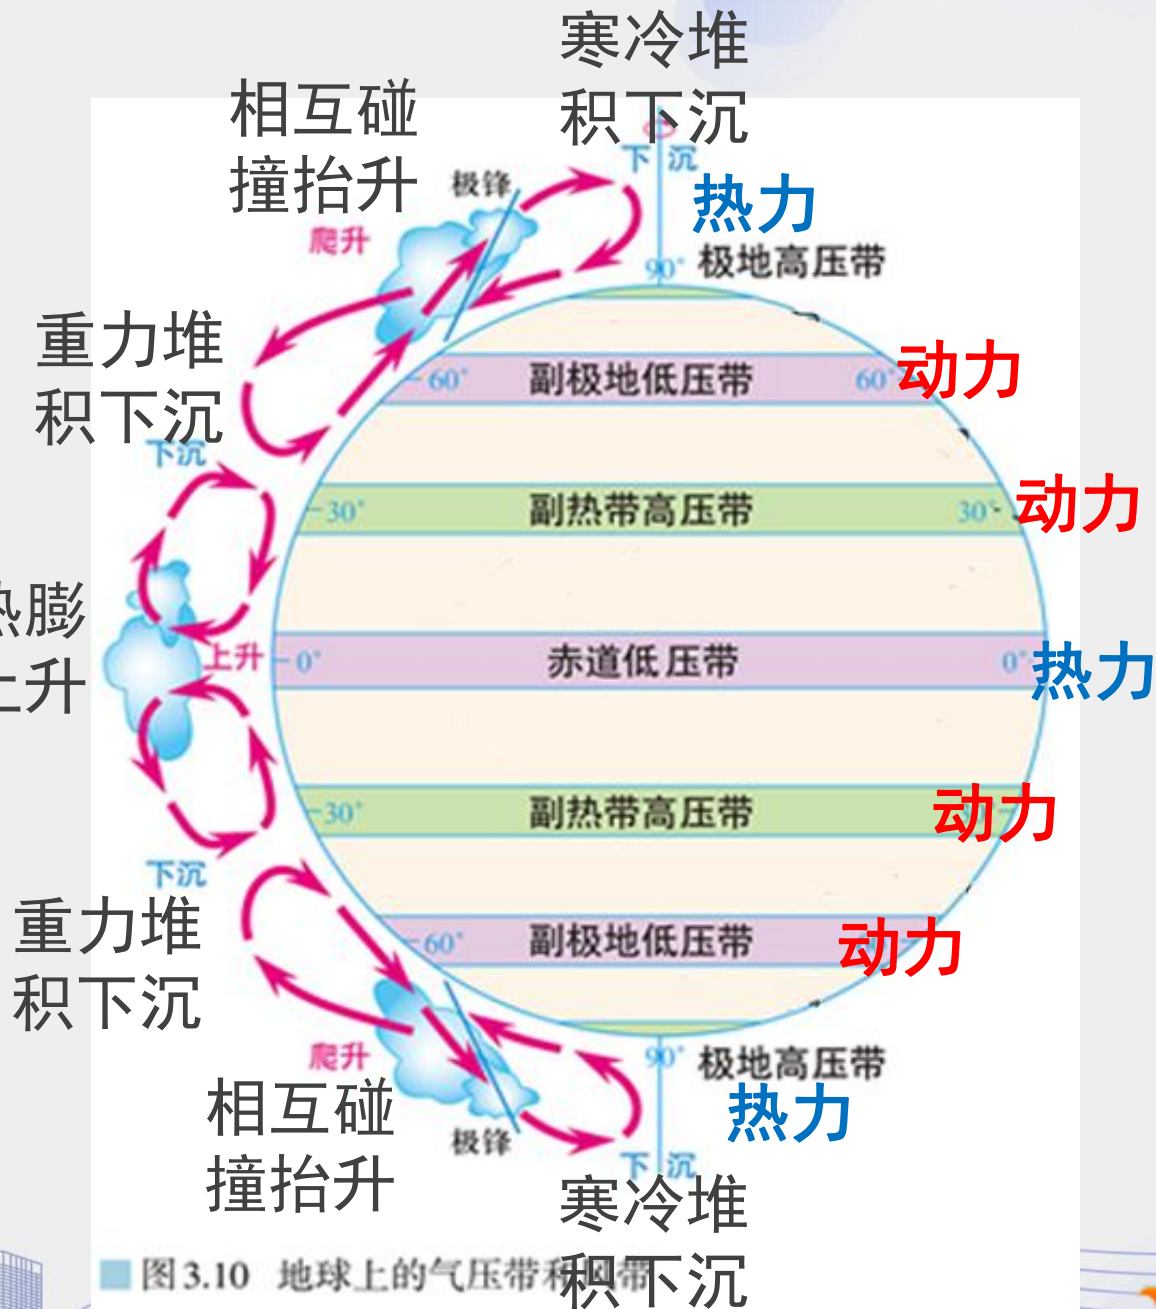 寒冷堆
积下沉
相互碰
撞抬升
极锋
下沉
热力
爬升
90°
极地高压带
重力堆
积下沉
60°
副极地低压带
60°
动力
下沉
30°
副热带高压带
30°
动力
热膨
上升
上升
0°
赤道低压带
0°
热力
30°
副热带高压带
动力
下沉
重力堆
积下沉
60°
副极地低压带
动力
爬升
90°
极地高压带
热力
相互碰
撞抬升
极锋
下沉
寒冷堆
积下沉
图3.10 地球上的气压带和风带